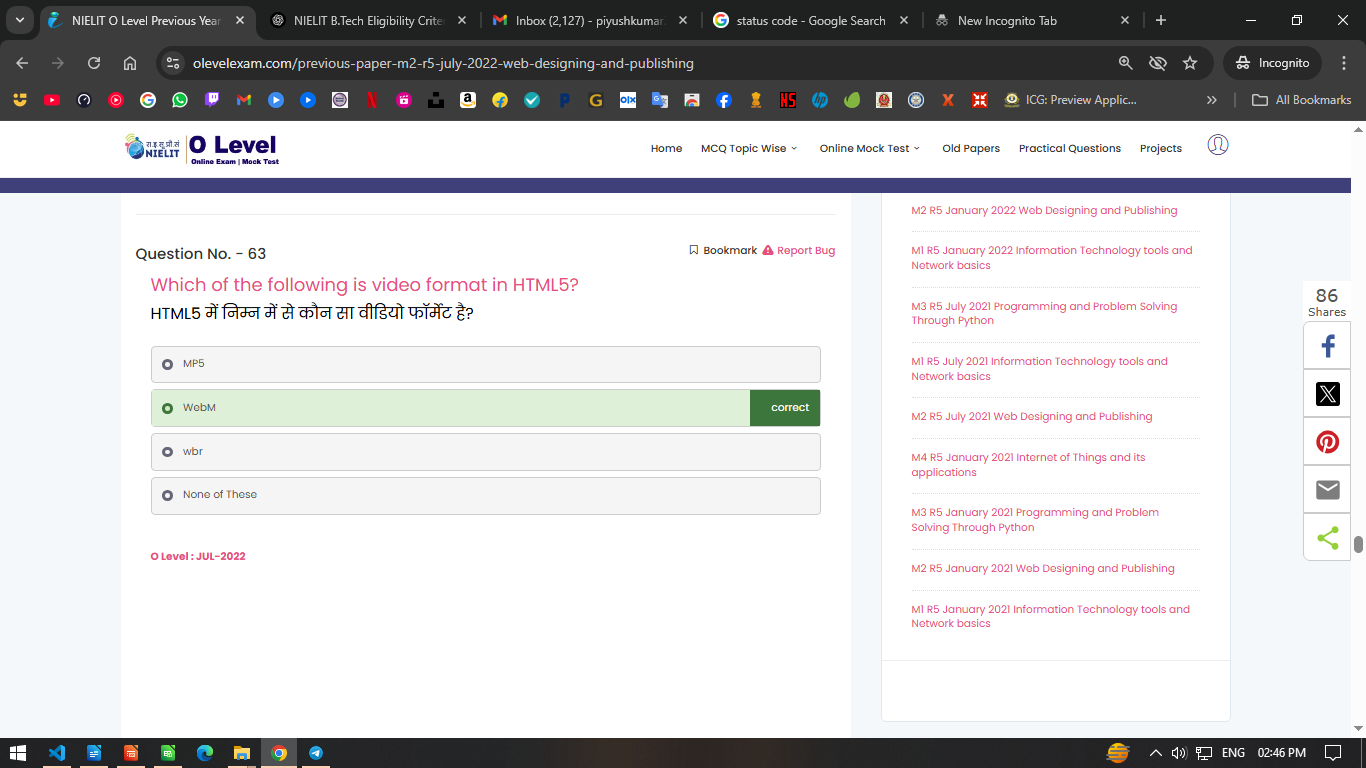 NIELIT O Level Previous Year
NIELIT B.Tech Eligibility Crite
Inbox (2,127) - piyushkumar
status code - Google Search
New Incognito Tab
olevelexam.com/previous-paper-m2-r5-july-2022-web-designing-and-publishing
Incognito
ICG: Preview Applic...
All Bookmarks
रा.इ.सू.प्रौ.सं
NIELIT
O Level
Online Exam | Mock Test
Home
MCQ Topic Wise
Online Mock Test
Old Papers
Practical Questions
Projects
Question No. - 63
Bookmark
Report Bug
Which of the following is video format in HTML5?
HTML5 में निम्न में से कौन सा वीडियो फॉर्मेट है?
MP5
WebM
correct
wbr
None of These
O Level : JUL-2022
M2 R5 January 2022 Web Designing and Publishing
M1 R5 January 2022 Information Technology tools and
Network basics
M3 R5 July 2021 Programming and Problem Solving
Through Python
M1 R5 July 2021 Information Technology tools and
Network basics
M2 R5 July 2021 Web Designing and Publishing
M4 R5 January 2021 Internet of Things and its
applications
M3 R5 January 2021 Programming and Problem
Solving Through Python
M2 R5 January 2021 Web Designing and Publishing
M1 R5 January 2021 Information Technology tools and
Network basics
86
Shares
ENG
02:46 PM